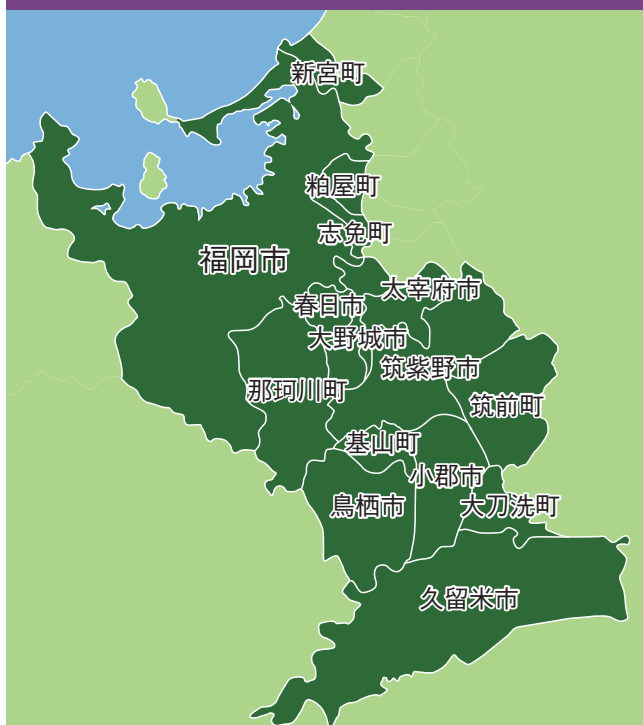 新宮町
粕屋町
志免町
福岡市
太宰府市
春日市
大野城市
筑紫野市
那珂川町
筑前町
基山町
小郡市
鳥栖市
大刀洗町
久留米市